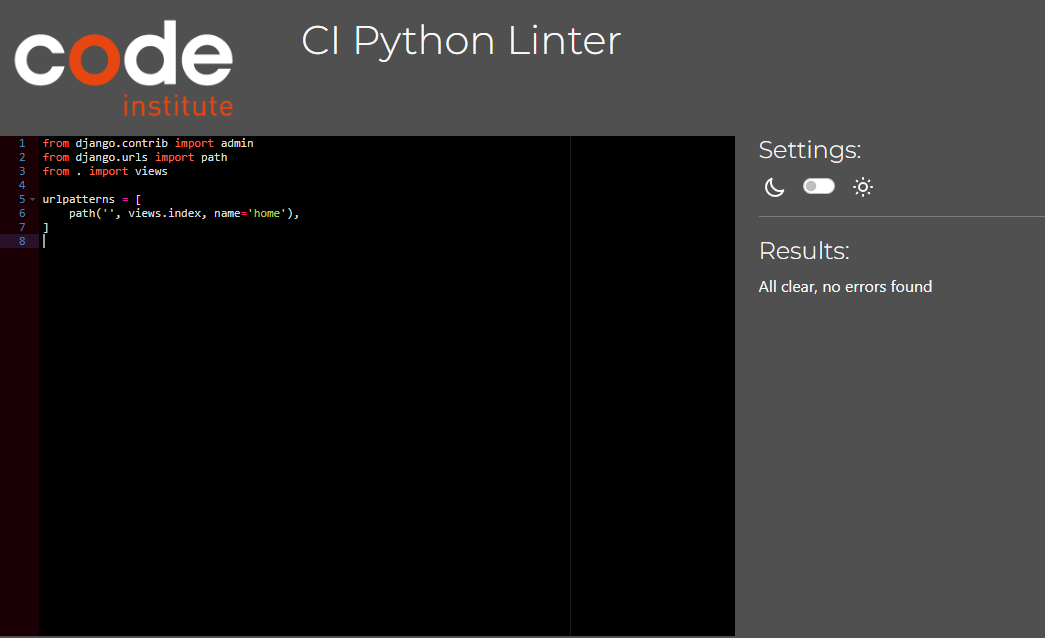 code
institute
CI Python Linter
1 from django.contrib import admin
2 from django.urls import path
3 from . import views
4
5 urlpatterns = [
6     path('', views.index, name='home'),
7 ]
8
Settings:
Results:
All clear, no errors found